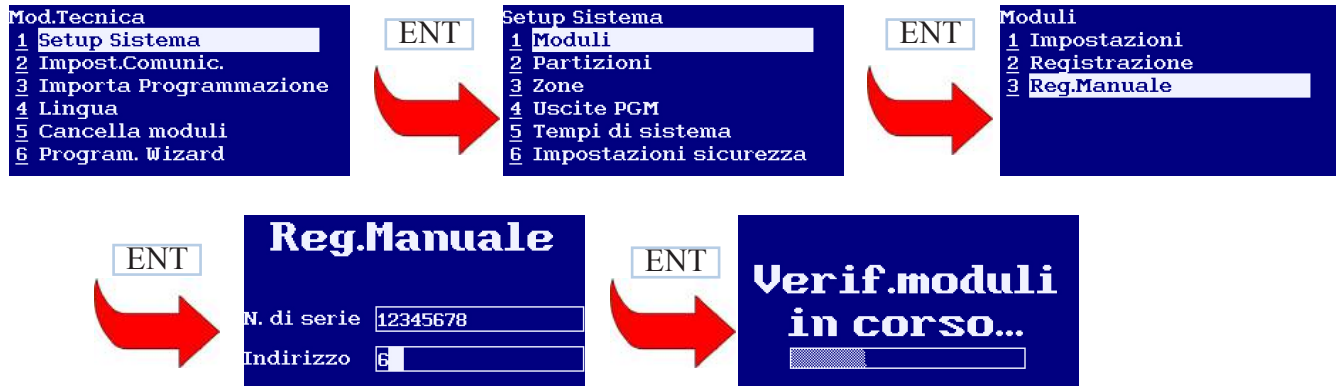 Mod.Tecnica
1 Setup Sistema
2 Impost.Comunic.
3 Importa Programmazione
4 Lingua
5 Cancella moduli
6 Program. Wizard
ENT
Setup Sistema
1 Moduli
2 Partizioni
3 Zone
4 Uscite PGM
5 Tempi di sistema
6 Impostazioni sicurezza
ENT
Moduli
1 Impostazioni
2 Registrazione
3 Reg.Manuale
ENT
Reg.Manuale
N. di serie 12345678
Indirizzo 6
ENT
Verif.moduli
in corso...